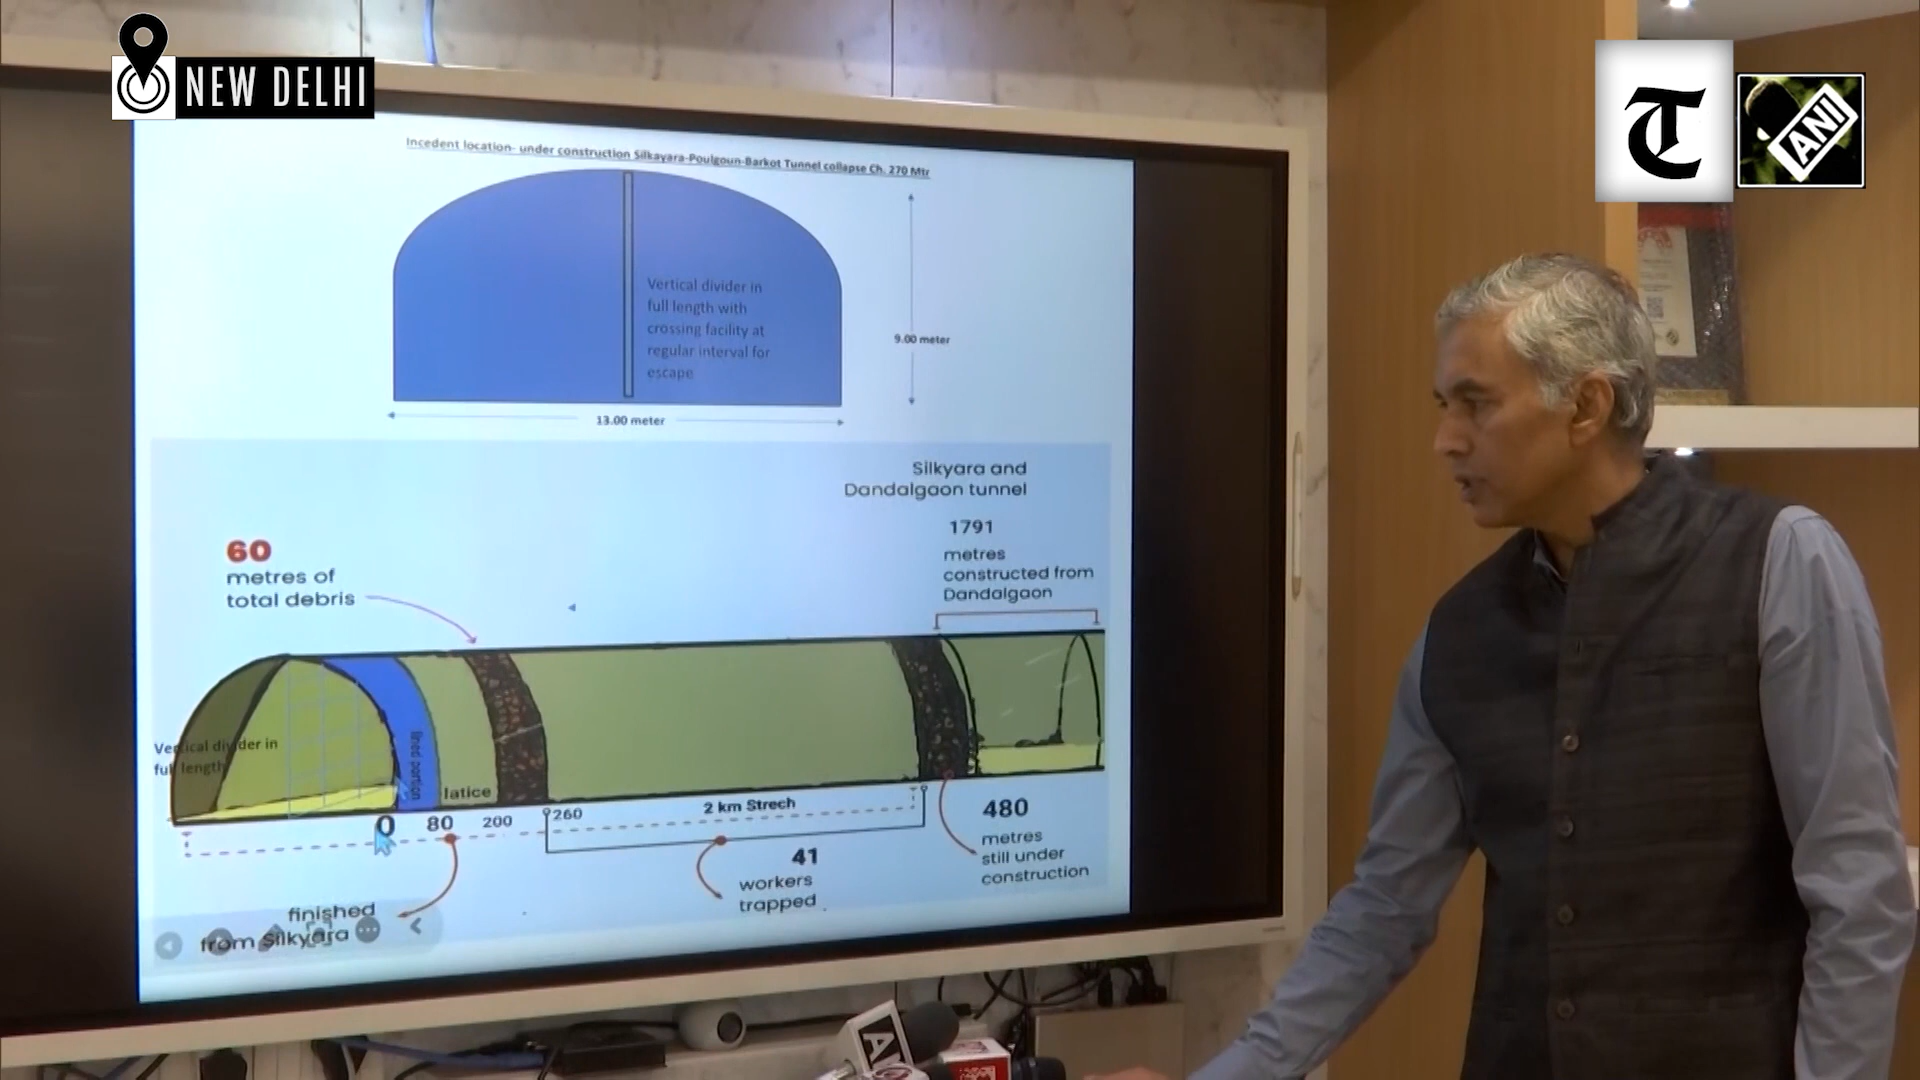 NEW DELHI
T
ANI
Incedent location- under construction Silkayara-Poulgoun-Barkot Tunnel collapse Ch. 270 Mtr
Vertical divider in
full length with
crossing facility at
regular interval for
escape
9.00 meter
13.00 meter
Silkyara and
Dandalgaon tunnel
1791
metres
constructed from
Dandalgaon
60
metres of
total debris
Vertical divider in
full length
lined portion
latice
0
80
200
260
2 km Strech
41
workers
trapped
480
metres
still under
construction
finished
from Silkyara